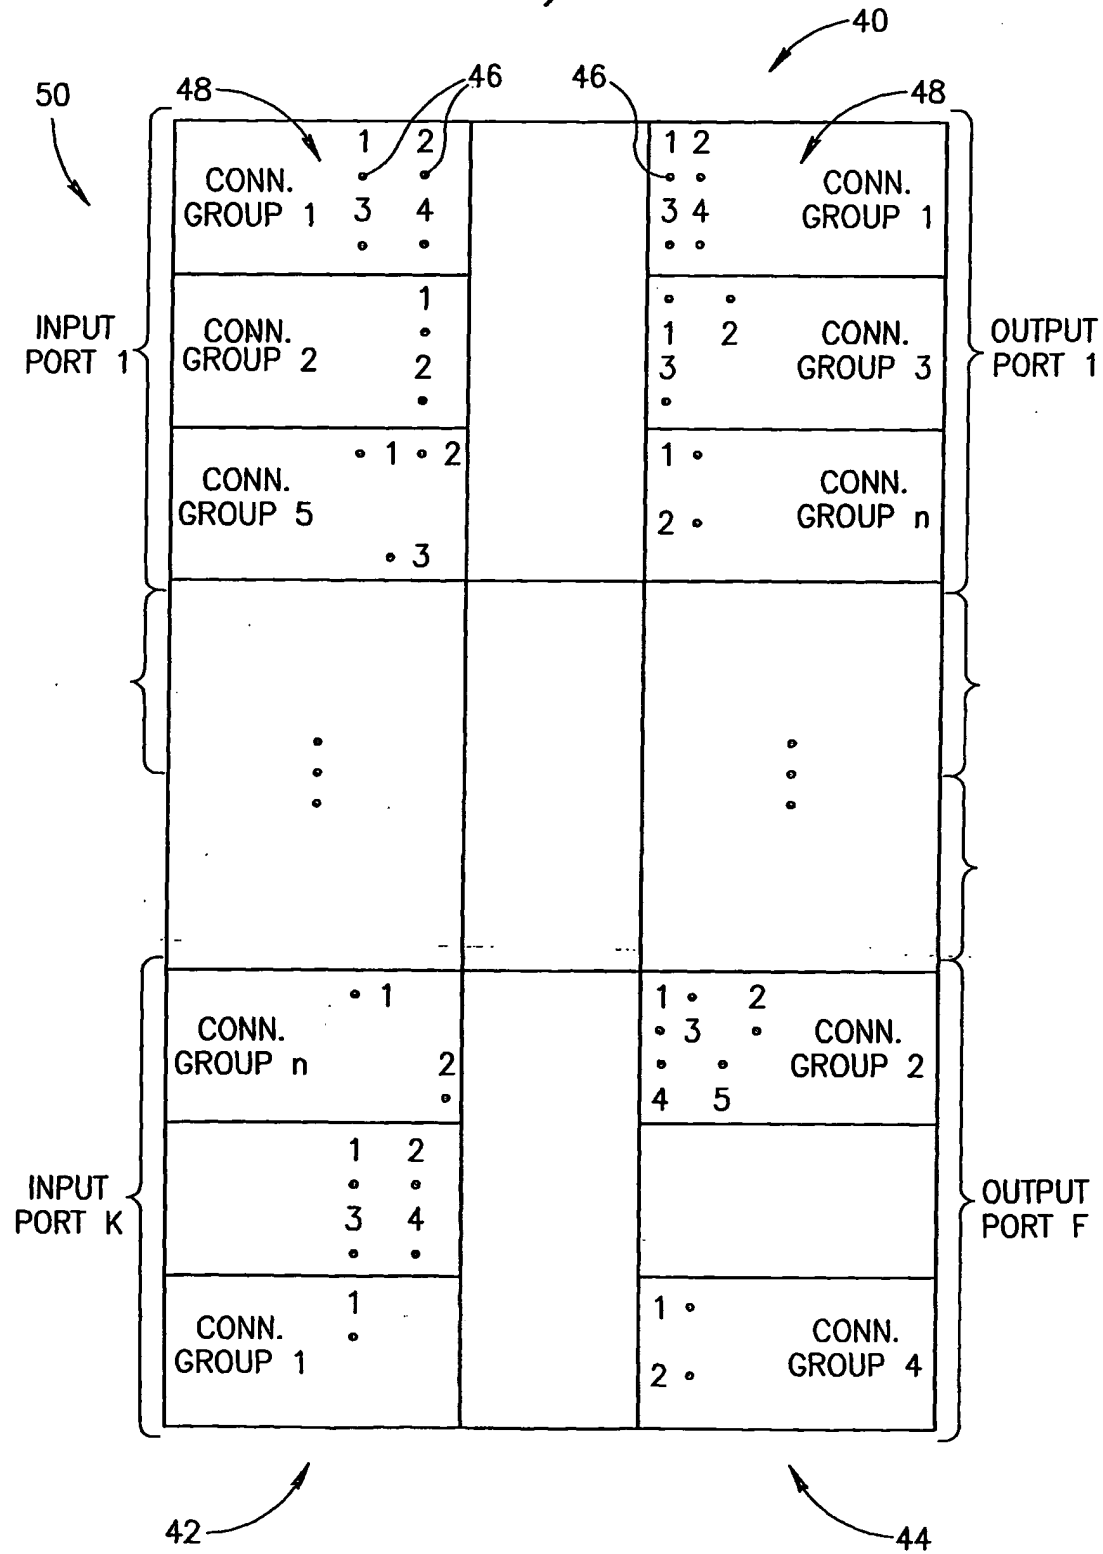 40
46 46
50 48 48
1 2 1 2
CONN. CONN.
GROUP 1 3 4 3 4 GROUP 1
1
INPUT CONN. 1 2 CONN. OUTPUT
PORT 1 GROUP 2 2 3 GROUP 3 PORT 1
1 2 1
CONN. CONN.
GROUP 5 2 GROUP n
3
1 1 2
CONN. 3 CONN.
GROUP n 2 GROUP 2
4 5
1 2
INPUT OUTPUT
PORT K 3 4 PORT F
1 1
CONN. CONN.
GROUP 1 2 GROUP 4
42 44